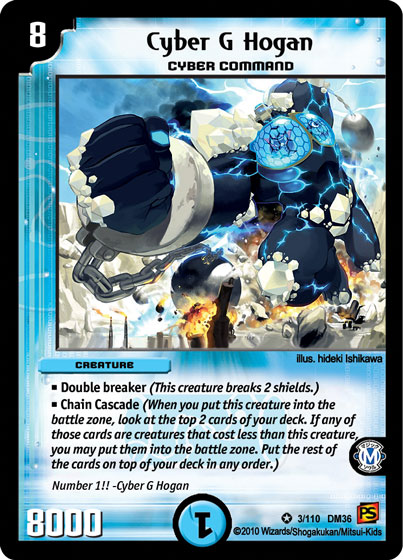 8
Cyber G Hogan
CYBER COMMAND
illus. hideki Ishikawa
CREATURE
▪ Double breaker (This creature breaks 2 shields.)
▪ Chain Cascade (When you put this creature into the
battle zone, look at the top 2 cards of your deck. If any of
those cards are creatures that cost less than this creature,
you may put them into the battle zone. Put the rest of
the cards on top of your deck in any order.)
Number 1!! -Cyber G Hogan
M
8000
1
✪ 3/110 DM36 PS
©2010 Wizards/Shogakukan/Mitsui-Kids